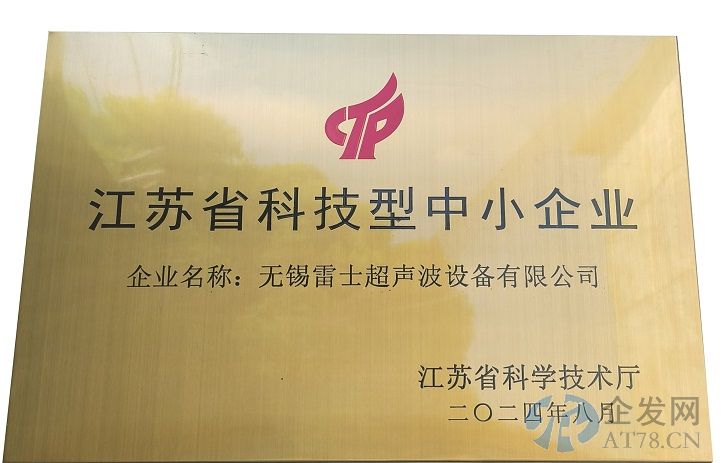 CTP
江苏省科技型中小企业
企业名称：无锡雷士超声波设备有限公司
江苏省科学技术厅
二〇二四年八月
企发网
AT78.CN